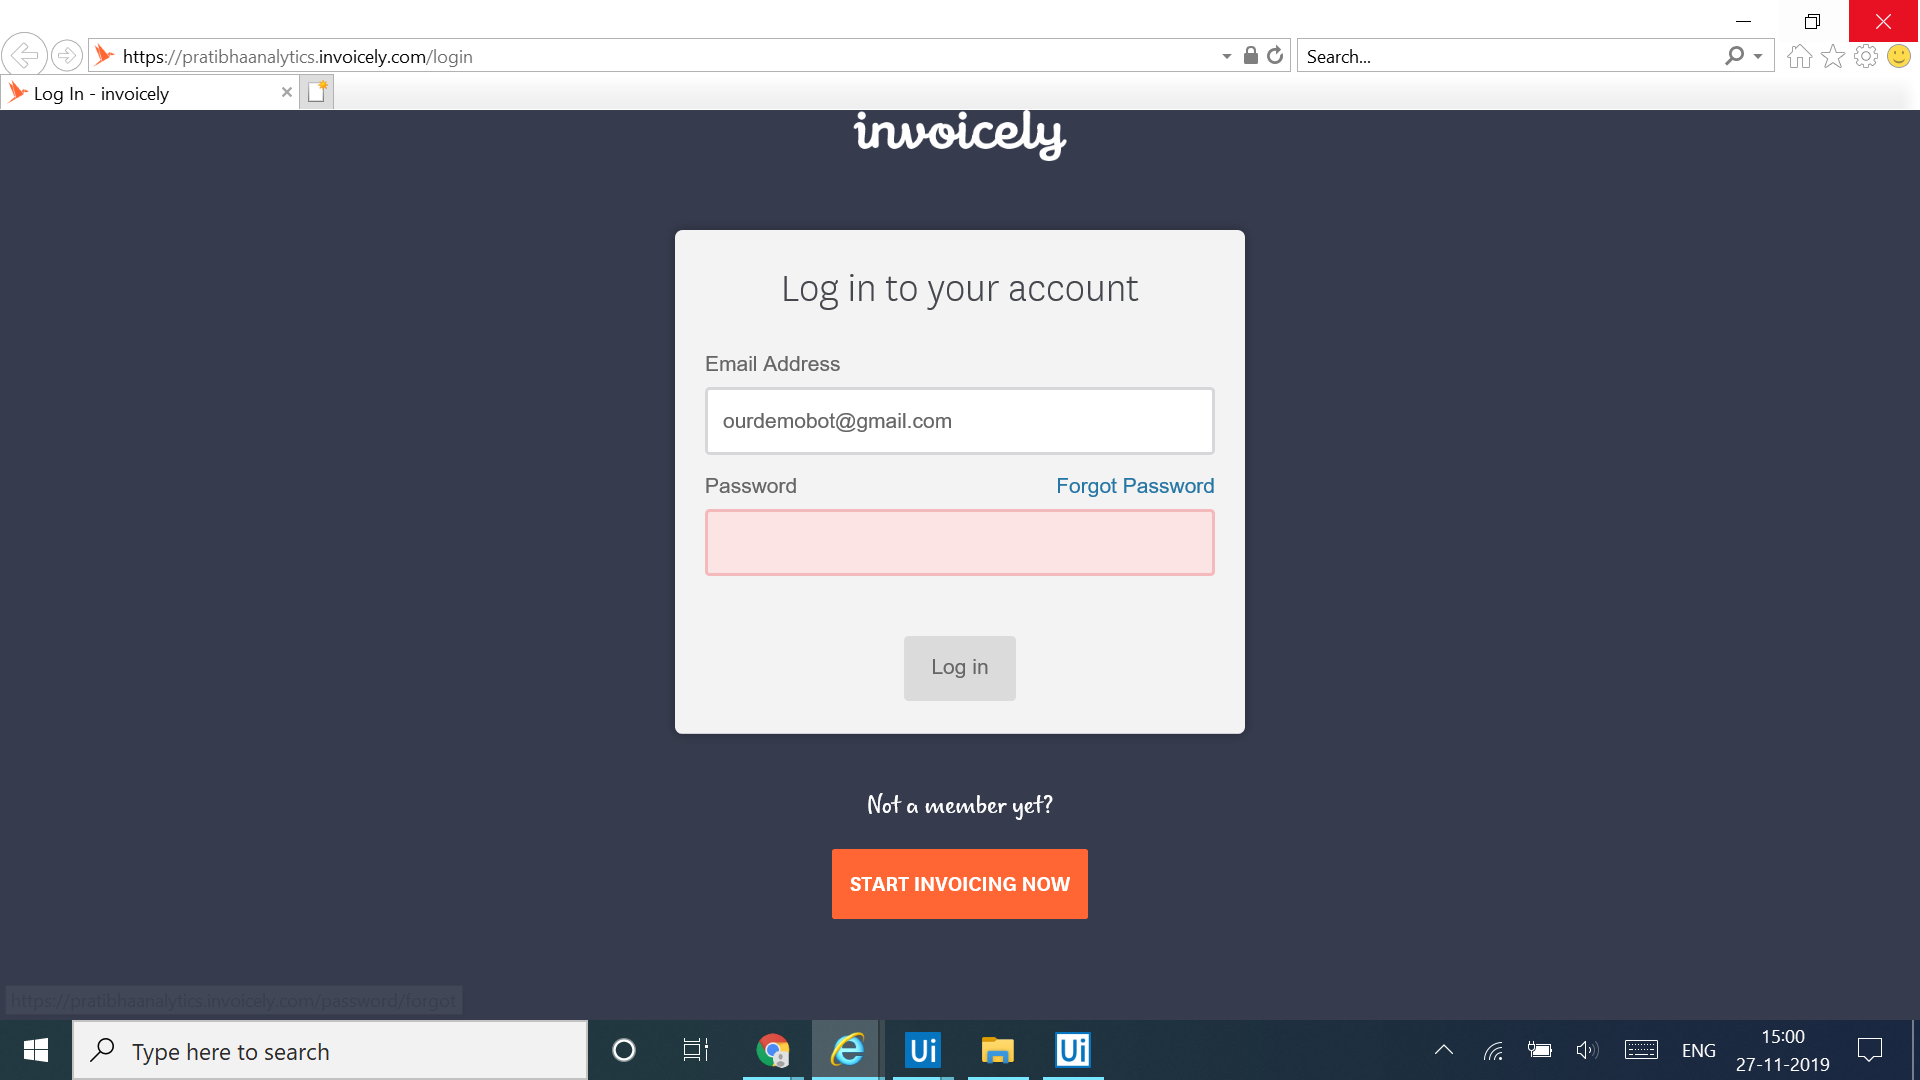 https://pratibhaanalytics.invoicely.com/login
Search...
Log In - invoicely
invoicely
Log in to your account
Email Address
ourdemobot@gmail.com
Password
Forgot Password
Log in
Not a member yet?
START INVOICING NOW
https://pratibhaanalytics.invoicely.com/password/forgot
Type here to search
Ui
Ui
ENG
15:00
27-11-2019